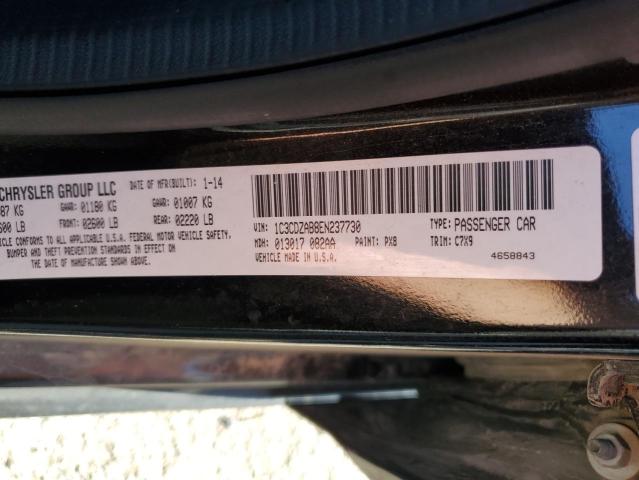 CHRYSLER GROUP LLC
DATE OF MFR(BUILT): 1-14
87 KG GAWR: 01180 KG GAWR: 01007 KG
600 LB FRONT: 02600 LB REAR: 02220 LB
VEHICLE CONFORMS TO ALL APPLICABLE U.S.A. FEDERAL MOTOR VEHICLE SAFETY,
BUMPER AND THEFT PREVENTION STANDARDS IN EFFECT ON
THE DATE OF MANUFACTURE SHOWN ABOVE.
VIN: 1C3CDZAB8EN237730 TYPE: PASSENGER CAR
MDH: 013017 082AA PAINT: PX8 TRIM: C7X9
VEHICLE MADE IN U.S.A. 4658843